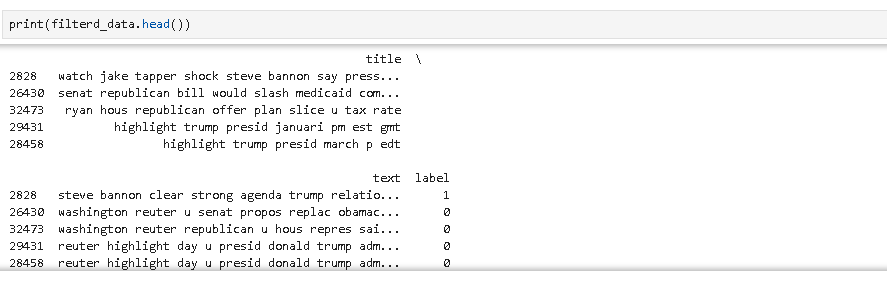 print(filterd_data.head())
title \
2828 watch jake tapper shock steve bannon say press...
26430 senat republican bill would slash medicaid com...
32473 ryan hous republican offer plan slice u tax rate
29431 highlight trump presid januari pm est gmt
28458 highlight trump presid march p edt
text label
2828 steve bannon clear strong agenda trump relatio... 1
26430 washington reuter u senat propos replac obamac... 0
32473 washington reuter republican u hous repres sai... 0
29431 reuter highlight day u presid donald trump adm... 0
28458 reuter highlight day u presid donald trump adm... 0